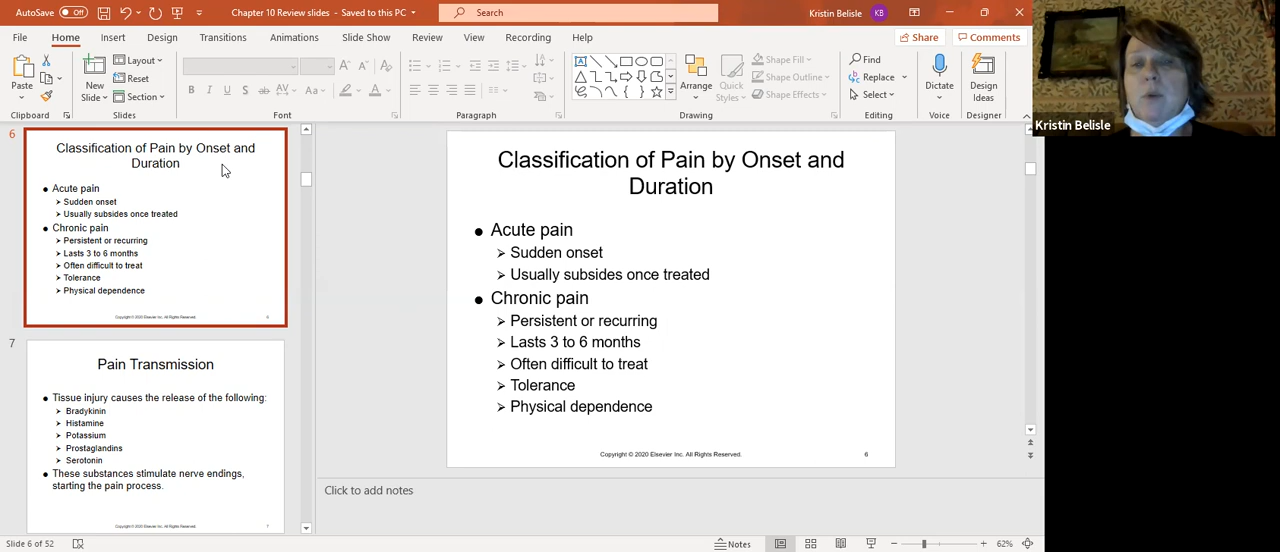 AutoSave Off Chapter 10 Review slides - Saved to this PC Search Kristin Belisle KB
File Home Insert Design Transitions Animations Slide Show Review View Recording Help Share Comments
Paste
New
Slide
Layout
Reset
Section
B I U S ab AV Aa A A A A
Arrange
Quick
Styles
Shape Fill
Shape Outline
Shape Effects
Find
Replace
Select
Dictate
Design
Ideas
Clipboard Slides Font Paragraph Drawing Editing Voice Designer
6
Classification of Pain by Onset and
Duration
● Acute pain
➢ Sudden onset
➢ Usually subsides once treated
● Chronic pain
➢ Persistent or recurring
➢ Lasts 3 to 6 months
➢ Often difficult to treat
➢ Tolerance
➢ Physical dependence
Copyright © 2020 Elsevier Inc. All Rights Reserved. 6
7
Pain Transmission
● Tissue injury causes the release of the following:
➢ Bradykinin
➢ Histamine
➢ Potassium
➢ Prostaglandins
➢ Serotonin
● These substances stimulate nerve endings,
starting the pain process.
Copyright © 2020 Elsevier Inc. All Rights Reserved. 7
Classification of Pain by Onset and
Duration
● Acute pain
➢ Sudden onset
➢ Usually subsides once treated
● Chronic pain
➢ Persistent or recurring
➢ Lasts 3 to 6 months
➢ Often difficult to treat
➢ Tolerance
➢ Physical dependence
Copyright © 2020 Elsevier Inc. All Rights Reserved. 6
Click to add notes
Slide 6 of 52 Notes 62%
Kristin Belisle